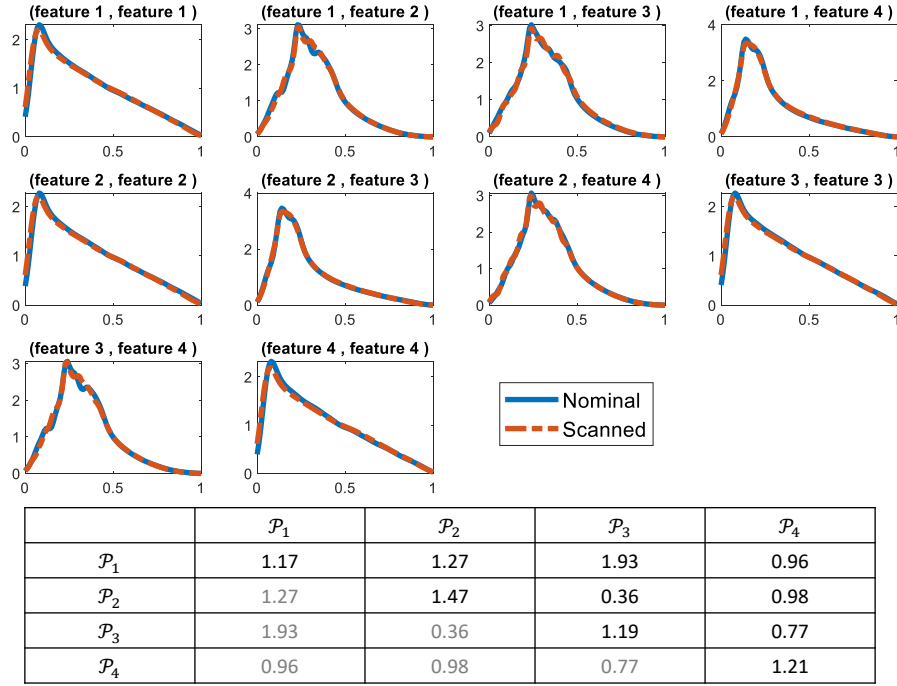 (feature 1 , feature 1 )
(feature 1 , feature 2 )
(feature 1 , feature 3 )
(feature 1 , feature 4 )
2
1
0
0 0.5 1
3
2
1
0
0 0.5 1
3
2
1
0
0 0.5 1
4
2
0
0 0.5 1
(feature 2 , feature 2 )
(feature 2 , feature 3 )
(feature 2 , feature 4 )
(feature 3 , feature 3 )
2
1
0
0 0.5 1
4
2
0
0 0.5 1
3
2
1
0
0 0.5 1
2
1
0
0 0.5 1
(feature 3 , feature 4 )
(feature 4 , feature 4 )
3
2
1
0
0 0.5 1
2
1
0
0 0.5 1
Nominal
Scanned
𝒫₁ 𝒫₂ 𝒫₃ 𝒫₄
𝒫₁ 1.17 1.27 1.93 0.96
𝒫₂ 1.27 1.47 0.36 0.98
𝒫₃ 1.93 0.36 1.19 0.77
𝒫₄ 0.96 0.98 0.77 1.21